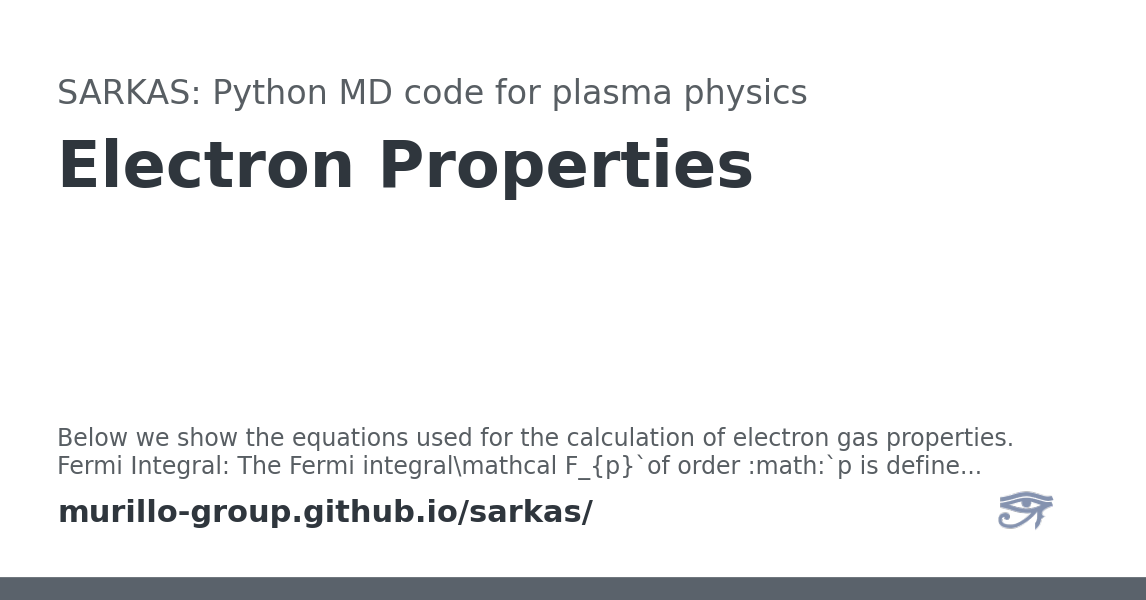 SARKAS: Python MD code for plasma physics
Electron Properties
Below we show the equations used for the calculation of electron gas properties.
Fermi Integral: The Fermi integral\mathcal F_{p}`of order :math:`p is define...
murillo-group.github.io/sarkas/